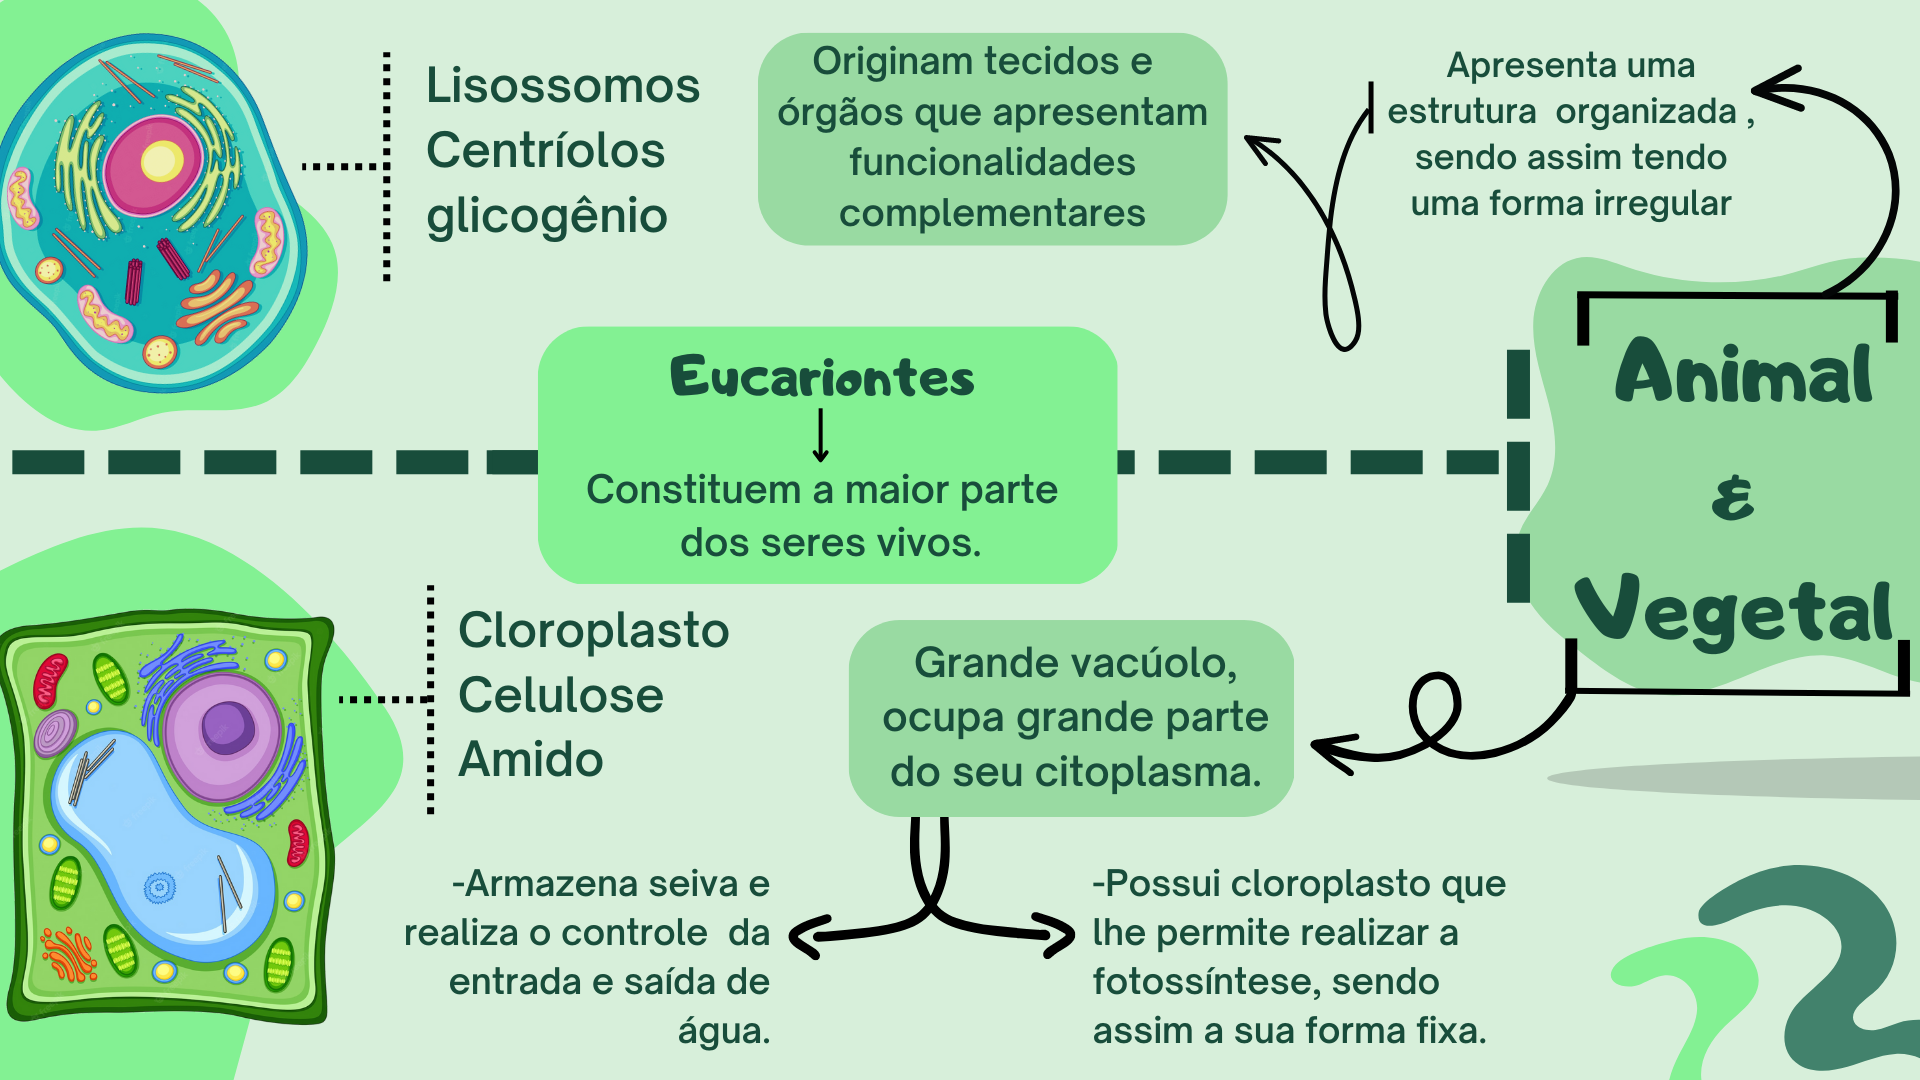 Lisossomos
Centríolos
glicogênio
Originam tecidos e
órgãos que apresentam
funcionalidades
complementares
Apresenta uma
estrutura  organizada ,
sendo assim tendo
uma forma irregular
Eucariontes
Constituem a maior parte
dos seres vivos.
Animal
&
Vegetal
Cloroplasto
Celulose
Amido
Grande vacúolo,
ocupa grande parte
do seu citoplasma.
-Armazena seiva e
realiza o controle  da
entrada e saída de
água.
-Possui cloroplasto que
lhe permite realizar a
fotossíntese, sendo
assim a sua forma fixa.